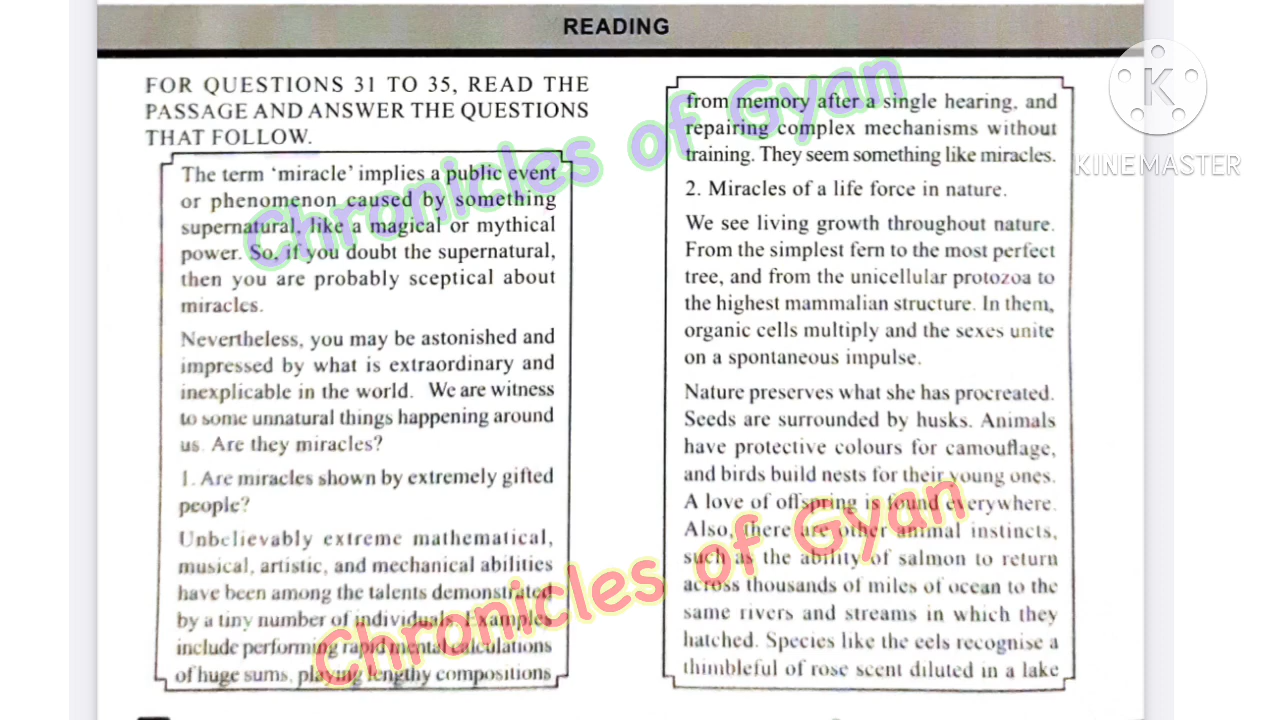 READING
FOR QUESTIONS 31 TO 35, READ THE
PASSAGE AND ANSWER THE QUESTIONS
THAT FOLLOW.
The term ‘miracle’ implies a public event
or phenomenon caused by something
supernatural, like a magical or mythical
power. So, if you doubt the supernatural,
then you are probably sceptical about
miracles.
Nevertheless, you may be astonished and
impressed by what is extraordinary and
inexplicable in the world. We are witness
to some unnatural things happening around
us. Are they miracles?
1. Are miracles shown by extremely gifted
people?
Unbelievably extreme mathematical,
musical, artistic, and mechanical abilities
have been among the talents demonstrated
by a tiny number of individuals. Examples
include performing rapid mental calculations
of huge sums, playing lengthy compositions
from memory after a single hearing, and
repairing complex mechanisms without
training. They seem something like miracles.
2. Miracles of a life force in nature.
We see living growth throughout nature.
From the simplest fern to the most perfect
tree, and from the unicellular protozoa to
the highest mammalian structure. In them,
organic cells multiply and the sexes unite
on a spontaneous impulse.
Nature preserves what she has procreated.
Seeds are surrounded by husks. Animals
have protective colours for camouflage,
and birds build nests for their young ones.
A love of offspring is found everywhere.
Also, there are other animal instincts,
such as the ability of salmon to return
across thousands of miles of ocean to the
same rivers and streams in which they
hatched. Species like the eels recognise a
thimbleful of rose scent diluted in a lake
Chronicles of Gyan
Chronicles of Gyan
K
KINEMASTER